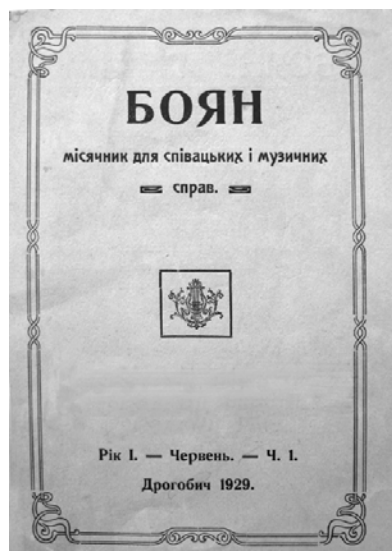 БОЯН
місячник для співацьких і музичних
справ.
Рік І. — Червень. — Ч. 1.
Дрогобич 1929.